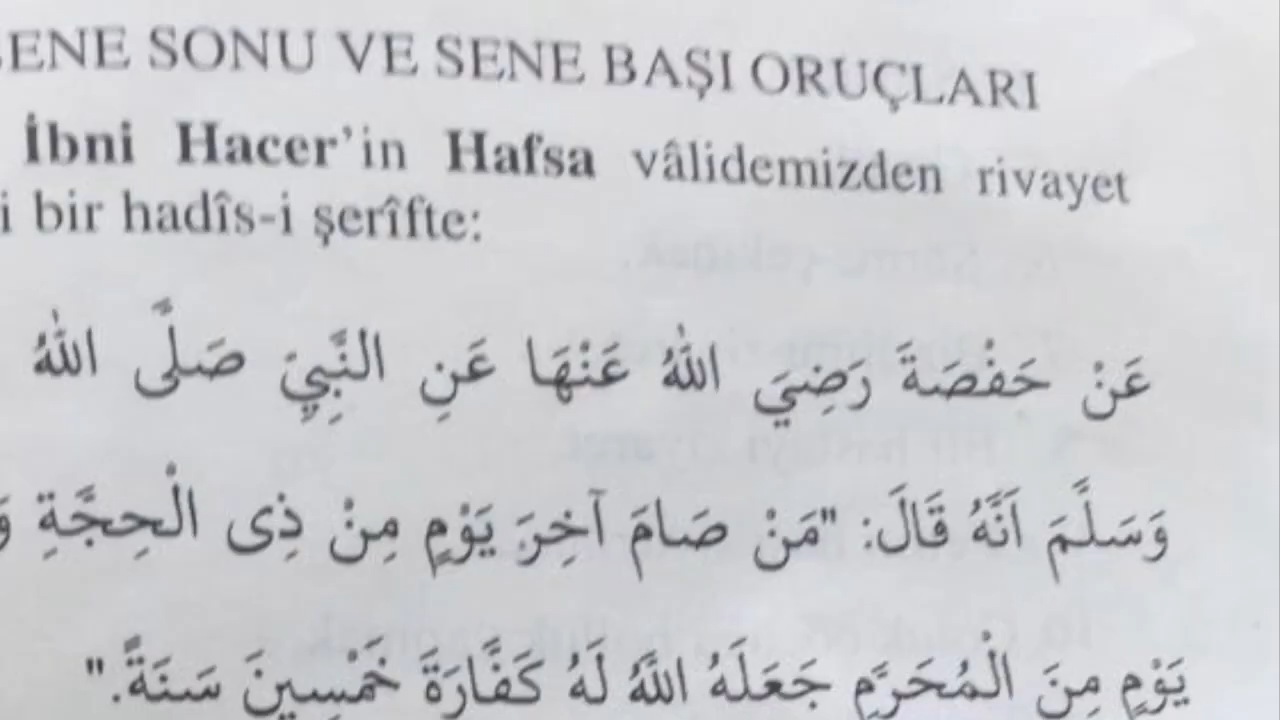 SENE SONU VE SENE BAŞI ORUÇLARI
İbni Hacer'in Hafsa vâlidemizden rivayet
i bir hadîs-i şerîfte:
عَنْ حَفْصَةَ رَضِيَ اللّٰهُ عَنْهَا عَنِ النَّبِيِّ صَلَّى اللّٰهُ
وَسَلَّمَ اَنَّهُ قَالَ: "مَنْ صَامَ آخِرَ يَوْمٍ مِنْ ذِى الْحِجَّةِ وَ
يَوْمٍ مِنَ الْمُحَرَّمِ جَعَلَهُ اللّٰهُ لَهُ كَفَّارَةَ خَمْسِينَ سَنَةً."